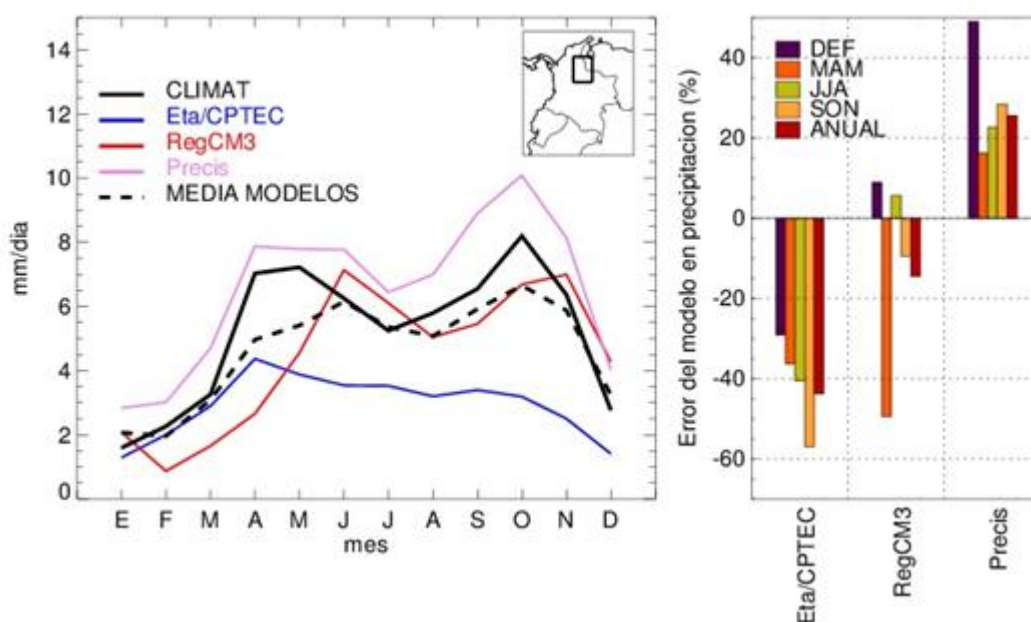 14
12
10
8
6
4
2
0
mm/dia
CLIMAT
Eta/CPTEC
RegCM3
Precis
MEDIA MODELOS
E F M A M J J A S O N D
mes
Error del modelo en precipitación (%)
40
20
0
-20
-40
-60
DEF
MAM
JJA
SON
ANUAL
Eta/CPTEC
RegCM3
Precis